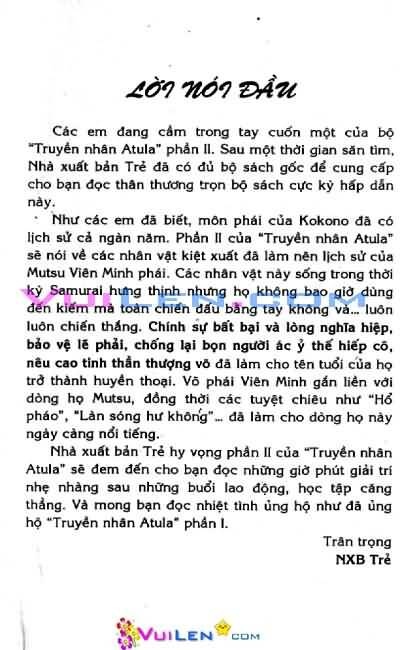 LỜI NÓI ĐẦU
Các em đang cầm trong tay cuốn một của bộ
“Truyền nhân Atula” phần II. Sau một thời gian săn tìm,
Nhà xuất bản Trẻ đã có đủ bộ sách gốc để cung cấp
cho bạn đọc thân thương trọn bộ sách cực kỳ hấp dẫn
này.
Như các em đã biết, môn phái của Kokono đã có
lịch sử cả ngàn năm. Phần II của “Truyền nhân Atula”
sẽ nói về các nhân vật kiệt xuất đã làm nên lịch sử của
Mutsu Viên Minh phái. Các nhân vật này sống trong thời
kỳ Samurai hưng thịnh nhưng họ không bao giờ dùng
đến kiếm mà toàn chiến đấu bằng tay không và... luôn
luôn chiến thắng. Chính sự bất bại và lòng nghĩa hiệp,
bảo vệ lẽ phải, chống lại bọn người ác ỷ thế hiếp cô,
nêu cao tinh thần thượng võ đã làm cho tên tuổi của họ
trở thành huyền thoại. Võ phái Viên Minh gắn liền với
dòng họ Mutsu, đồng thời các tuyệt chiêu như “Hổ
pháo”, “Làn sóng hư không”... đã làm cho dòng họ này
ngày càng nổi tiếng.
Nhà xuất bản Trẻ hy vọng phần II của “Truyền nhân
Atula” sẽ đem đến cho bạn đọc những giờ phút giải trí
nhẹ nhàng sau những buổi lao động, học tập căng
thẳng. Và mong bạn đọc nhiệt tình ủng hộ như đã ủng
hộ “Truyền nhân Atula” phần I.
Trân trọng
NXB Trẻ
VUILEN.COM
VUILEN.COM